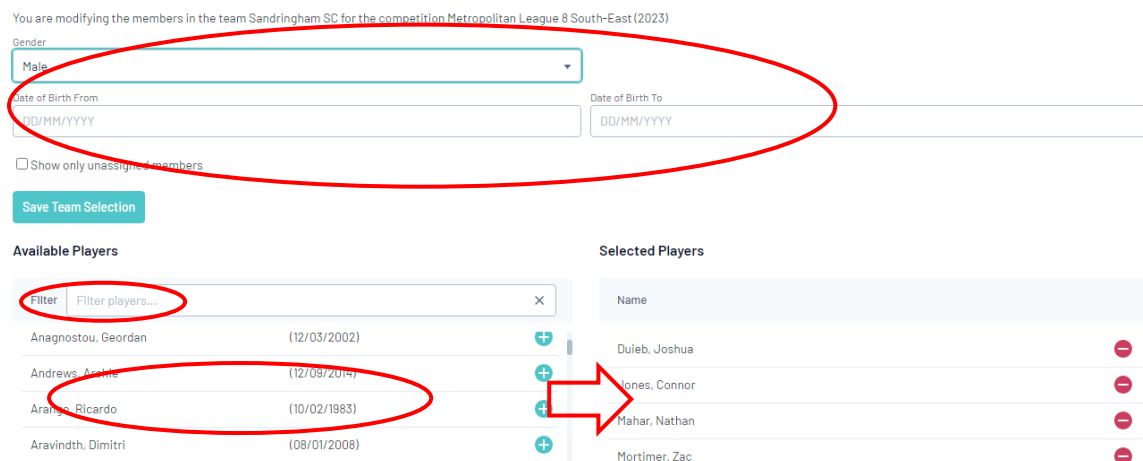 You are modifying the members in the team Sandringham SC for the competition Metropolitan League 8 South-East (2023)
Gender
Male
Date of Birth From Date of Birth To
DD/MM/YYYY DD/MM/YYYY
Show only unassigned members
Save Team Selection
Available Players Selected Players
Filter Filter players... Name
Anagnostou, Geordan (12/03/2002)
Duieb, Joshua
Andrews, Archie (12/09/2014)
Jones, Connor
Arango, Ricardo (10/02/1983)
Mahar, Nathan
Aravindth, Dimitri (08/01/2008)
Mortimer, Zac